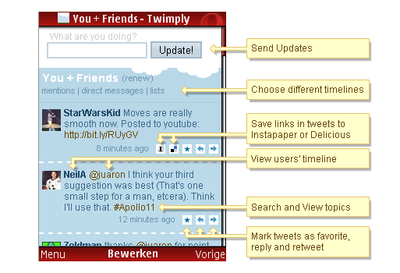 You + Friends - Twimply
What are you doing?
Update!
Send Updates
You + Friends (renew)
mentions | direct messages | lists
Choose different timelines
StarWarsKid Moves are really
smooth now. Posted to youtube:
http://bit.ly/RUyGV
8 minutes ago
Save links in tweets to
Instapaper or Delicious
View users' timeline
NeilA @juaron I think your third
suggestion was best (That's one
small step for a man, etcera). Think
I'll use that. #Apollo11
12 minutes ago
Search and View topics
Mark tweets as favorite,
reply and retweet
Zeldman thanks @juaron for point
Menu
Bewerken
Vorige